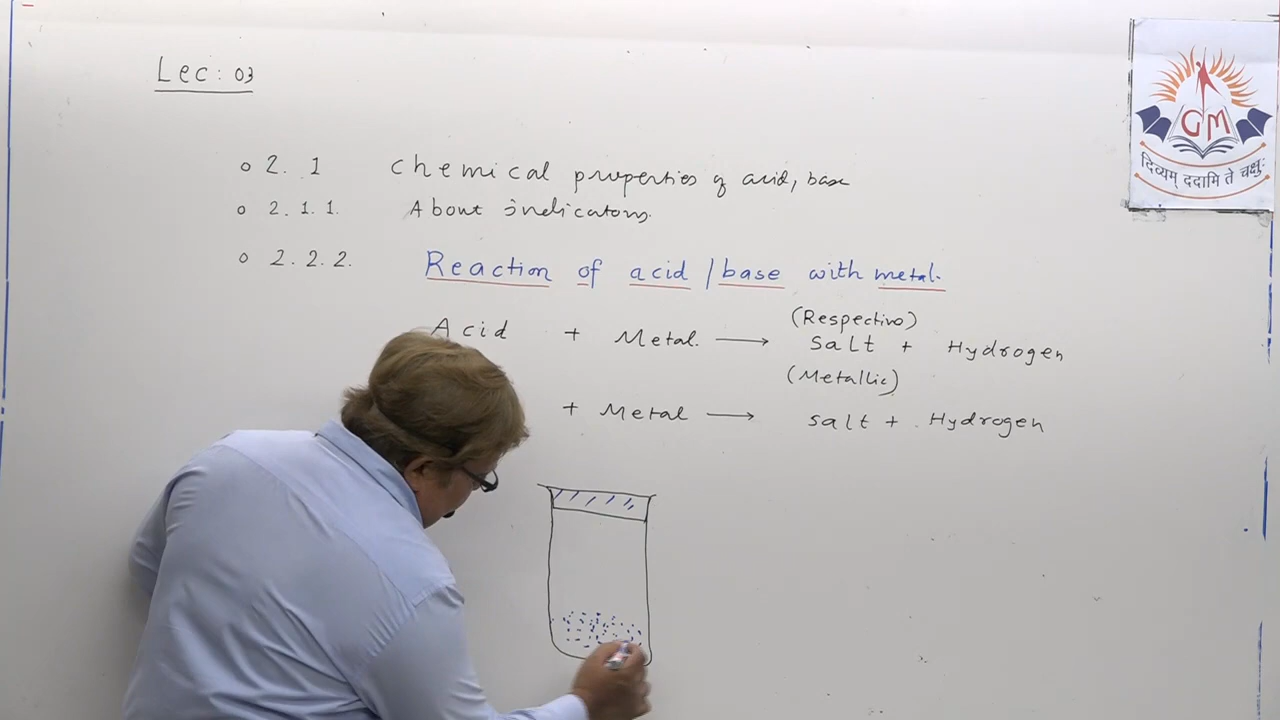 Lec: 03
2. 1 Chemical properties of acid, base
2. 1. 1. About indicators.
2. 2. 2. Reaction of acid / base with metal.
(Respective)
Acid + Metal. ⟶ Salt + Hydrogen
(Metallic)
+ Metal ⟶ salt + . Hydrogen
GM
दिव्यम् ददामि ते चक्षुः